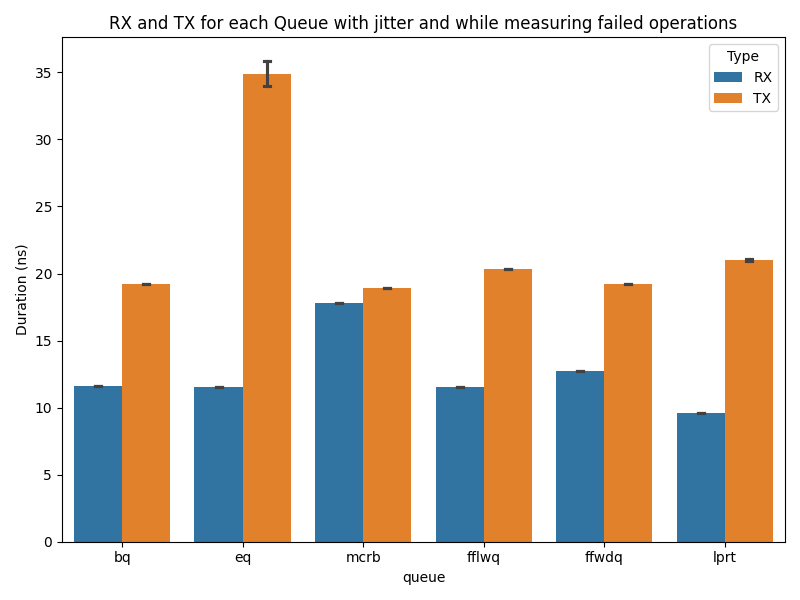 RX and TX for each Queue with jitter and while measuring failed operations
Type
RX
TX
Duration (ns)
35
30
25
20
15
10
5
0
bq eq mcrb fflwq ffwdq lprt
queue